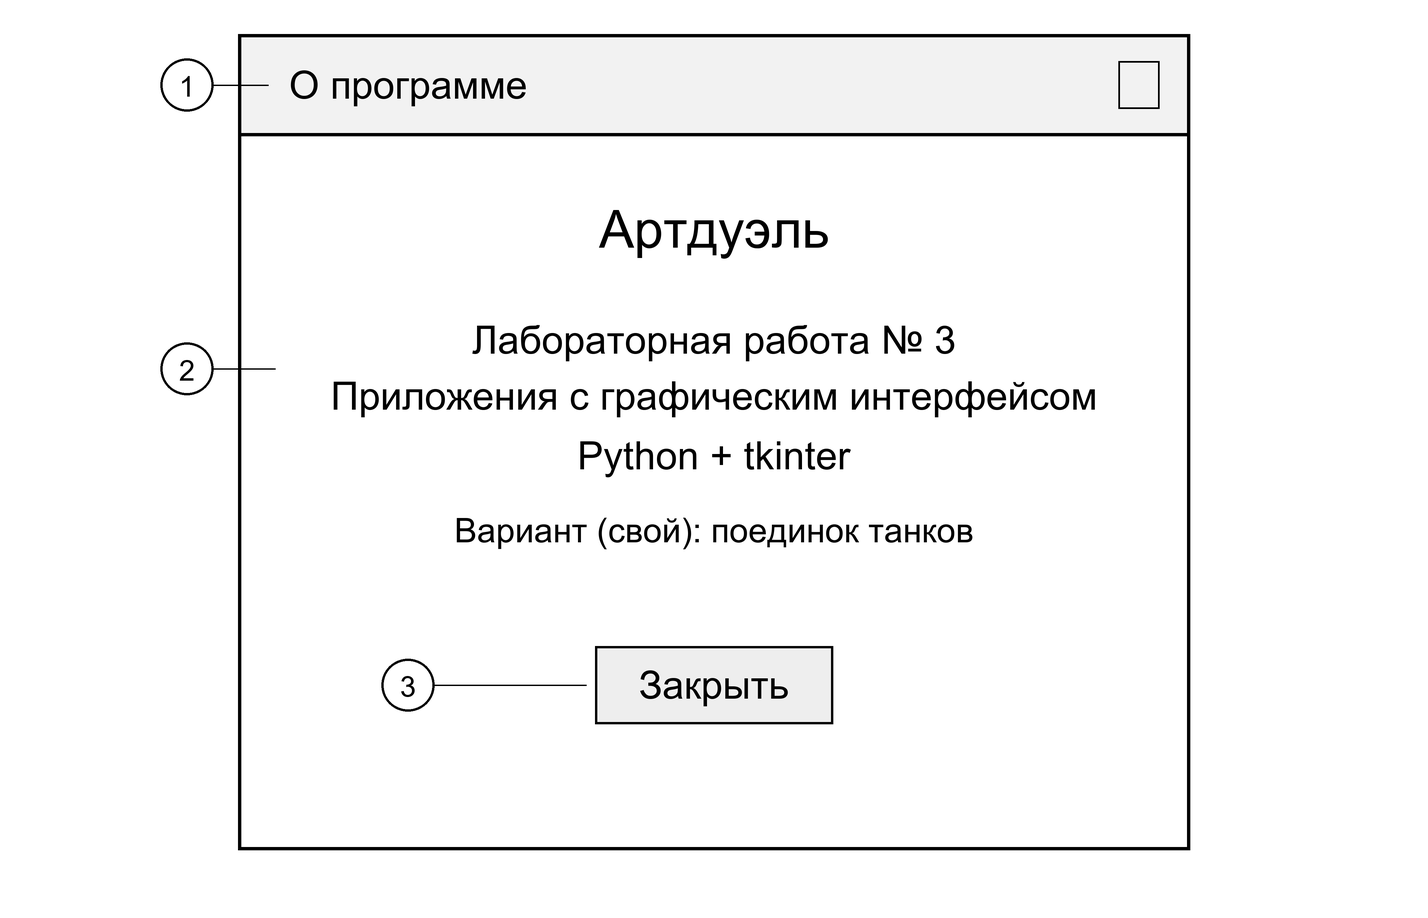 1 О программе
Артдуэль
Лабораторная работа № 3
2
Приложения с графическим интерфейсом
Python + tkinter
Вариант (свой): поединок танков
3 Закрыть